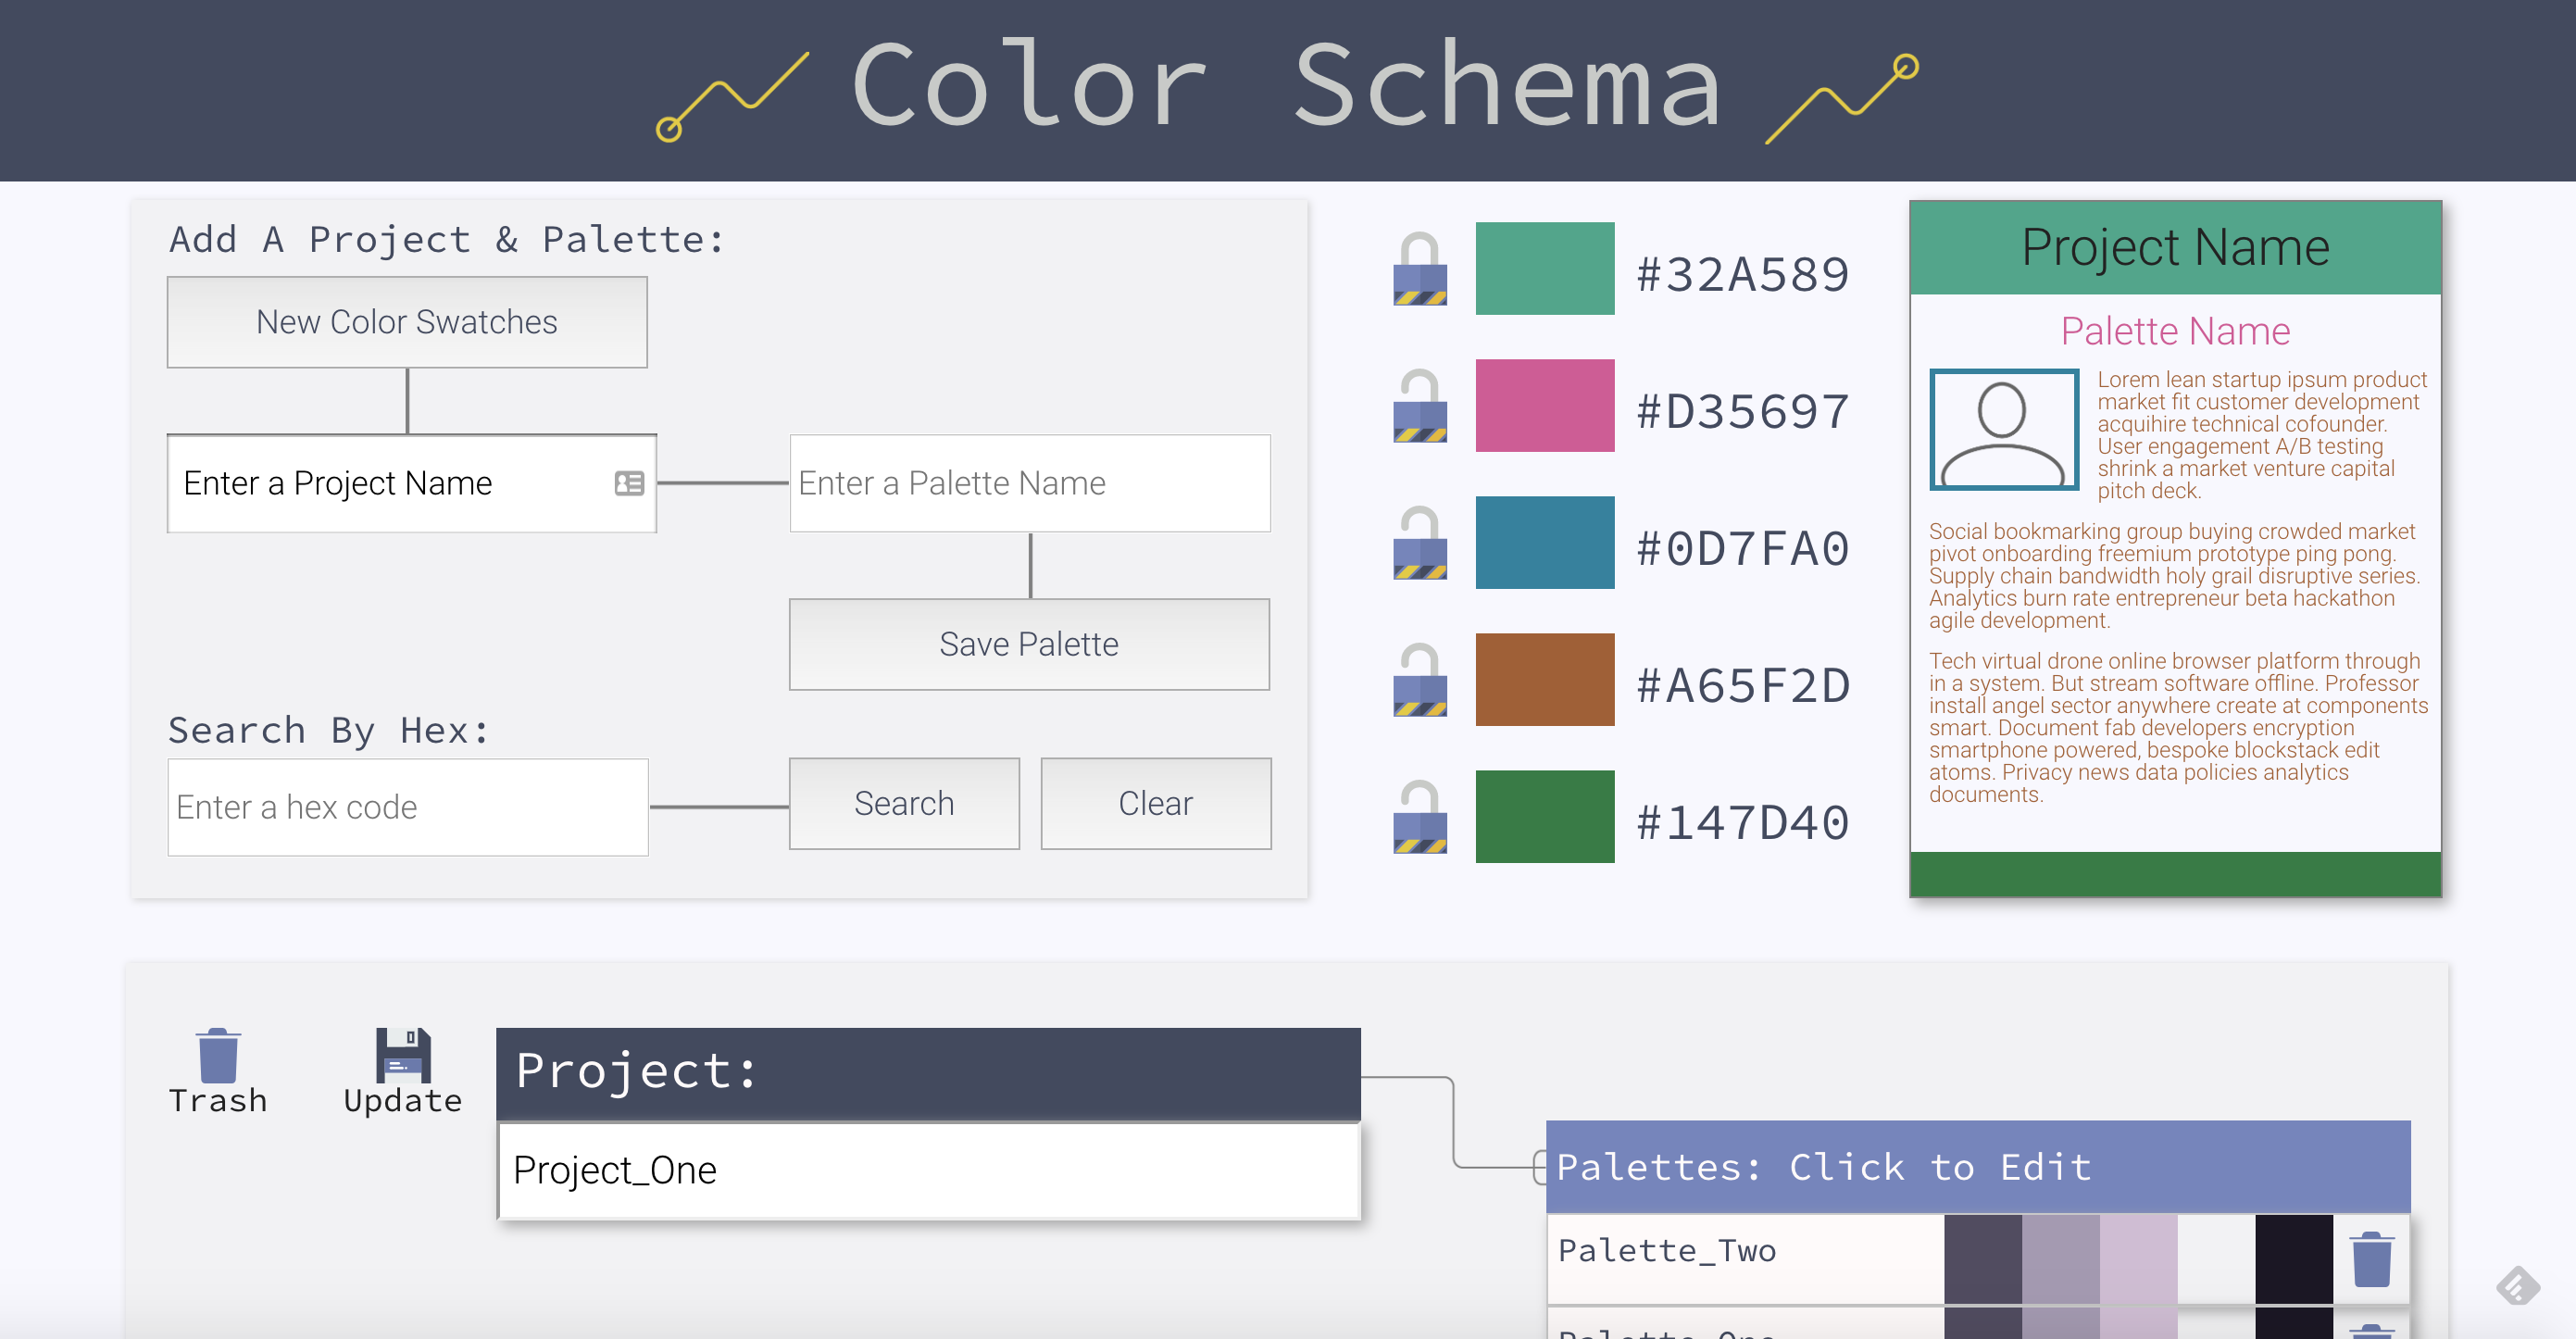 Color Schema
Add A Project & Palette:
New Color Swatches
Enter a Project Name
Enter a Palette Name
Save Palette
Search By Hex:
Enter a hex code
Search
Clear
#32A589
#D35697
#0D7FA0
#A65F2D
#147D40
Project Name
Palette Name
Lorem lean startup ipsum product
market fit customer development
acquihire technical cofounder.
User engagement A/B testing
shrink a market venture capital
pitch deck.
Social bookmarking group buying crowded market
pivot onboarding freemium prototype ping pong.
Supply chain bandwidth holy grail disruptive series.
Analytics burn rate entrepreneur beta hackathon
agile development.
Tech virtual drone online browser platform through
in a system. But stream software offline. Professor
install angel sector anywhere create at components
smart. Document fab developers encryption
smartphone powered, bespoke blockstack edit
atoms. Privacy news data policies analytics
documents.
Trash
Update
Project:
Project_One
Palettes: Click to Edit
Palette_Two